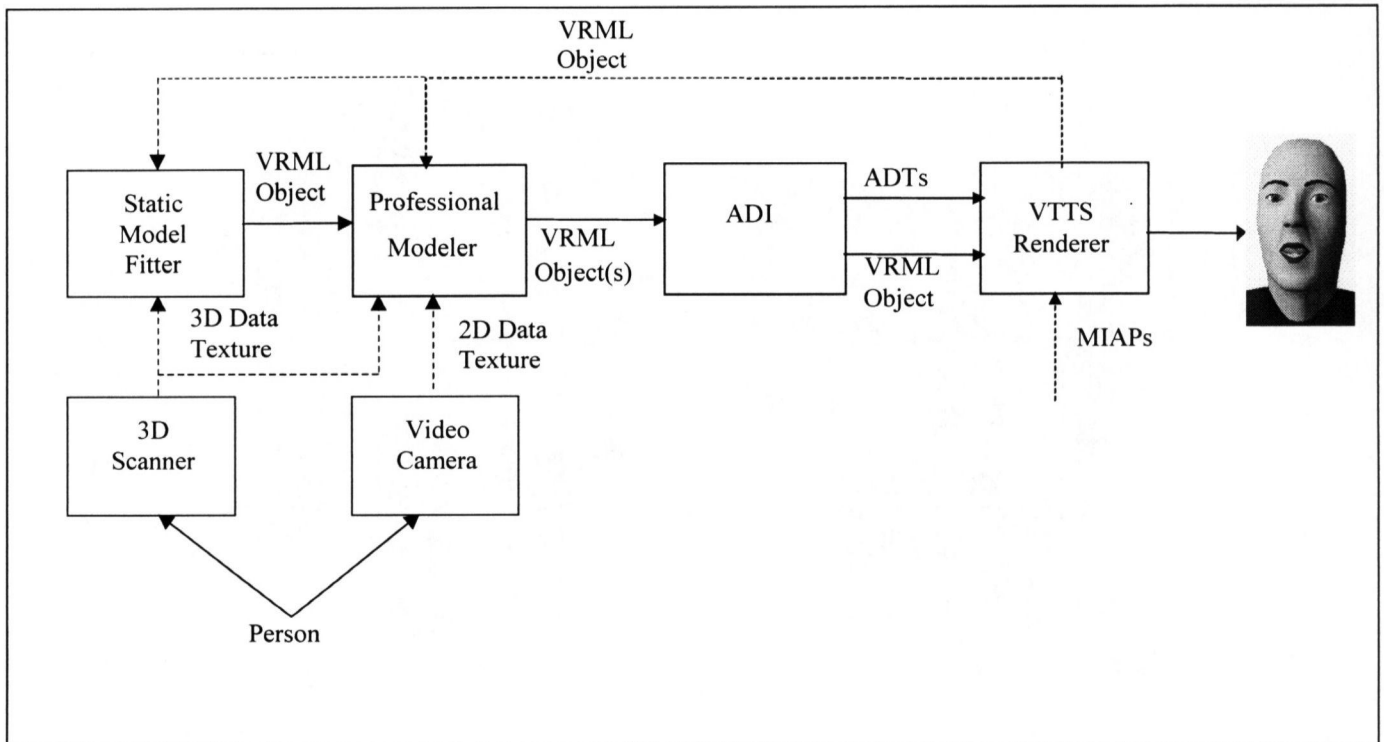 VRML
Object
VRML
Object
Static
Model
Fitter
Professional
Modeler
VRML
Object(s)
ADI
ADTs
VRML
Object
VTTS
Renderer
3D Data
Texture
2D Data
Texture
MIAPs
3D
Scanner
Video
Camera
Person